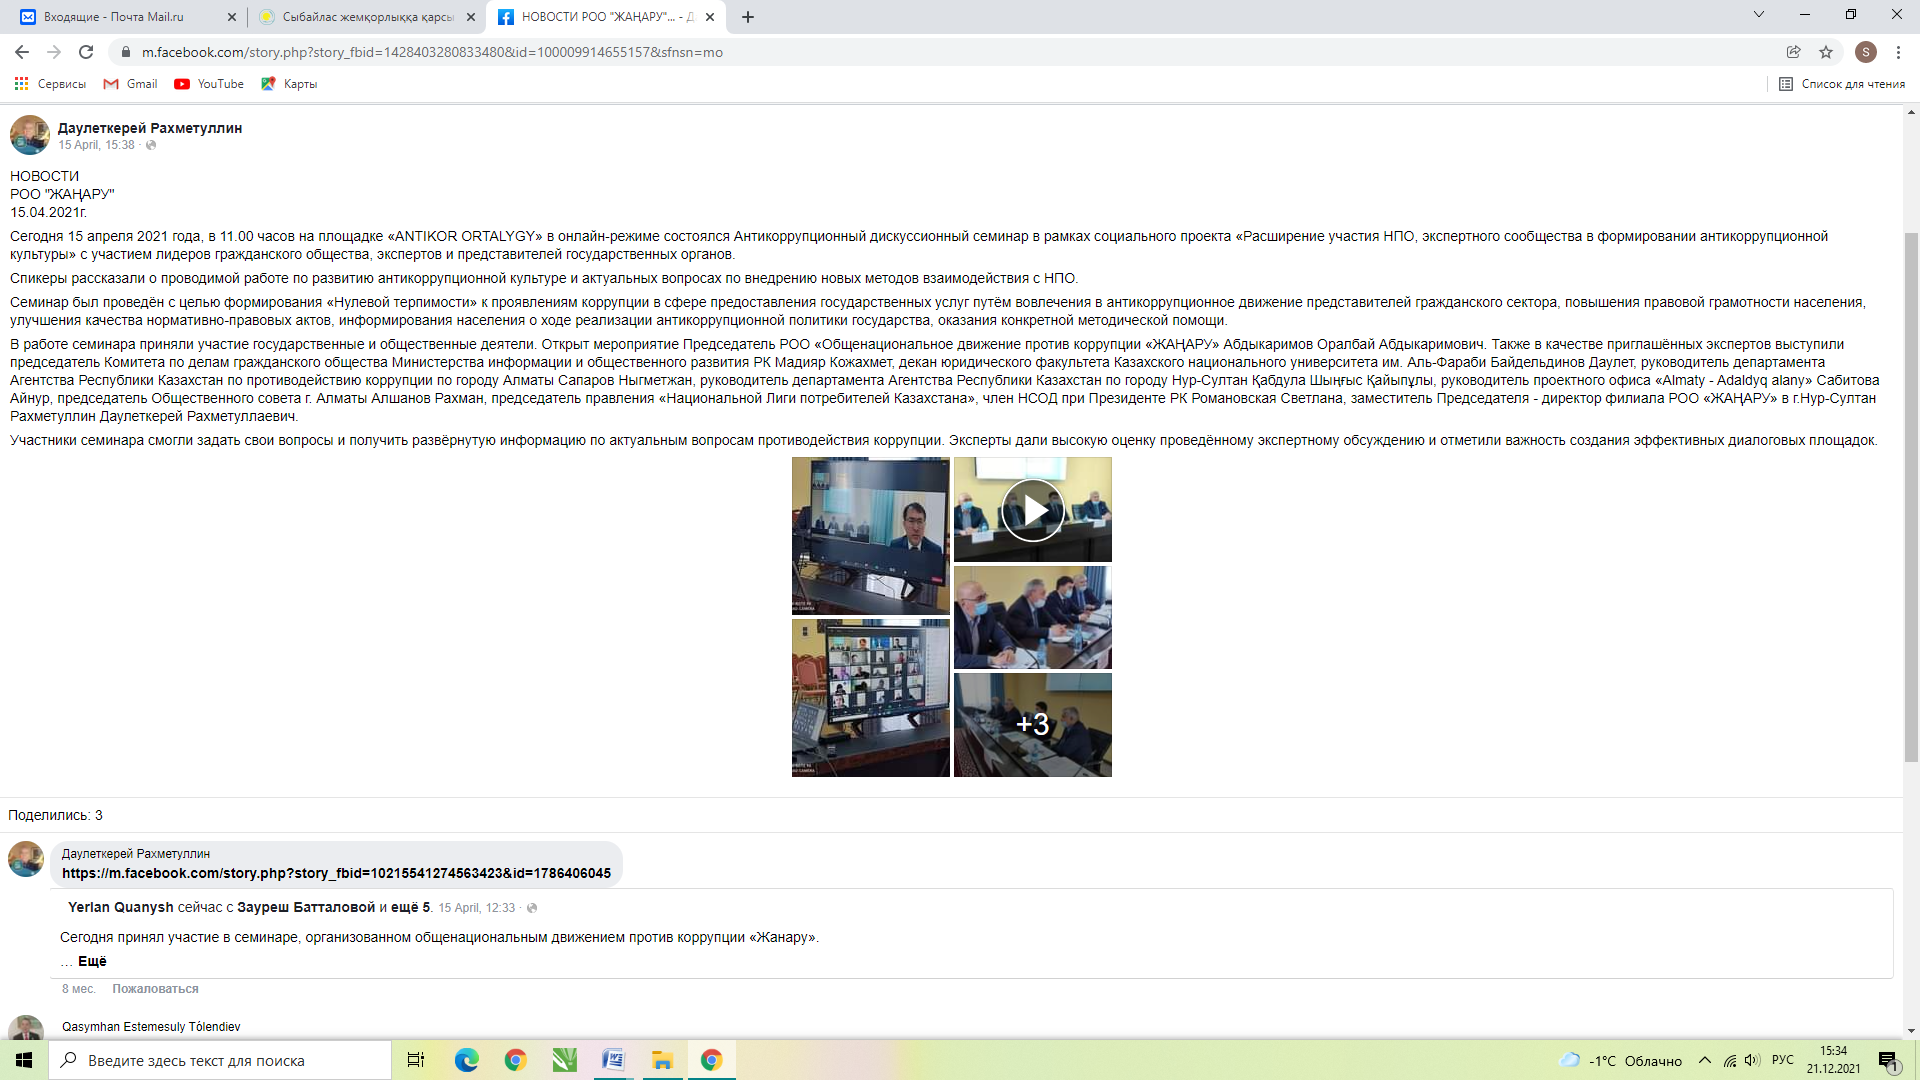 Входящие - Почта Mail.ru
Сыбайлас жемқорлыққа қарсы
НОВОСТИ РОО "ЖАҢАРУ"... - Д
m.facebook.com/story.php?story_fbid=1428403280833480&id=100009914655157&sfnsn=mo
S
Сервисы
Gmail
YouTube
Карты
Список для чтения
Даулеткерей Рахметуллин
15 April, 15:38 ·
НОВОСТИ
РОО "ЖАҢАРУ"
15.04.2021г.
Сегодня 15 апреля 2021 года, в 11.00 часов на площадке «ANTIKOR ORTALYGY» в онлайн-режиме состоялся Антикоррупционный дискуссионный семинар в рамках социального проекта «Расширение участия НПО, экспертного сообщества в формировании антикоррупционной
культуры» с участием лидеров гражданского общества, экспертов и представителей государственных органов.
Спикеры рассказали о проводимой работе по развитию антикоррупционной культуре и актуальных вопросах по внедрению новых методов взаимодействия с НПО.
Семинар был проведён с целью формирования «Нулевой терпимости» к проявлениям коррупции в сфере предоставления государственных услуг путём вовлечения в антикоррупционное движение представителей гражданского сектора, повышения правовой грамотности населения,
улучшения качества нормативно-правовых актов, информирования населения о ходе реализации антикоррупционной политики государства, оказания конкретной методической помощи.
В работе семинара приняли участие государственные и общественные деятели. Открыт мероприятие Председатель РОО «Общенациональное движение против коррупции «ЖАҢАРУ» Абдыкаримов Оралбай Абдыкаримович. Также в качестве приглашённых экспертов выступили
председатель Комитета по делам гражданского общества Министерства информации и общественного развития РК Мадияр Кожахмет, декан юридического факультета Казахского национального университета им. Аль-Фараби Байдельдинов Даулет, руководитель департамента
Агентства Республики Казахстан по противодействию коррупции по городу Алматы Сапаров Ныгметжан, руководитель департамента Агентства Республики Казахстан по городу Нур-Султан Қабдула Шыңғыс Қайыпұлы, руководитель проектного офиса «Almaty - Adaldyq alany» Сабитова
Айнур, председатель Общественного совета г. Алматы Алшанов Рахман, председатель правления «Национальной Лиги потребителей Казахстана», член НСОД при Президенте РК Романовская Светлана, заместитель Председателя - директор филиала РОО «ЖАҢАРУ» в г.Нур-Султан
Рахметуллин Даулеткерей Рахметуллаевич.
Участники семинара смогли задать свои вопросы и получить развёрнутую информацию по актуальным вопросам противодействия коррупции. Эксперты дали высокую оценку проведённому экспертному обсуждению и отметили важность создания эффективных диалоговых площадок.
+3
Поделились: 3
Даулеткерей Рахметуллин
https://m.facebook.com/story.php?story_fbid=10215541274563423&id=1786406045
Yerlan Quanysh сейчас с Зауреш Батталовой и ещё 5. 15 April, 12:33 ·
Сегодня принял участие в семинаре, организованном общенациональным движением против коррупции «Жанару».
… Ещё
8 мес. Пожаловаться
Qasymhan Estemesuly Tólendiev
Введите здесь текст для поиска
-1°C Облачно
РУС
15:34
21.12.2021
1